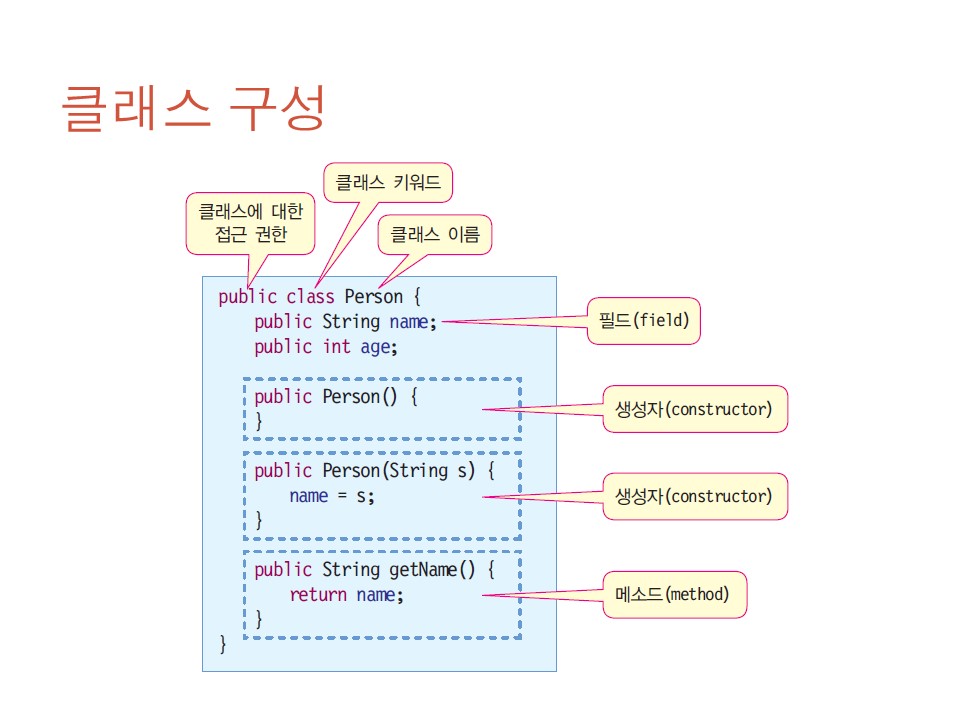 클래스 구성
클래스 키워드
클래스에 대한
접근 권한
클래스 이름
public class Person {
public String name;
필드(field)
public int age;
public Person() {
}
생성자(constructor)
public Person(String s) {
name = s;
}
생성자(constructor)
public String getName() {
return name;
}
메소드(method)
}